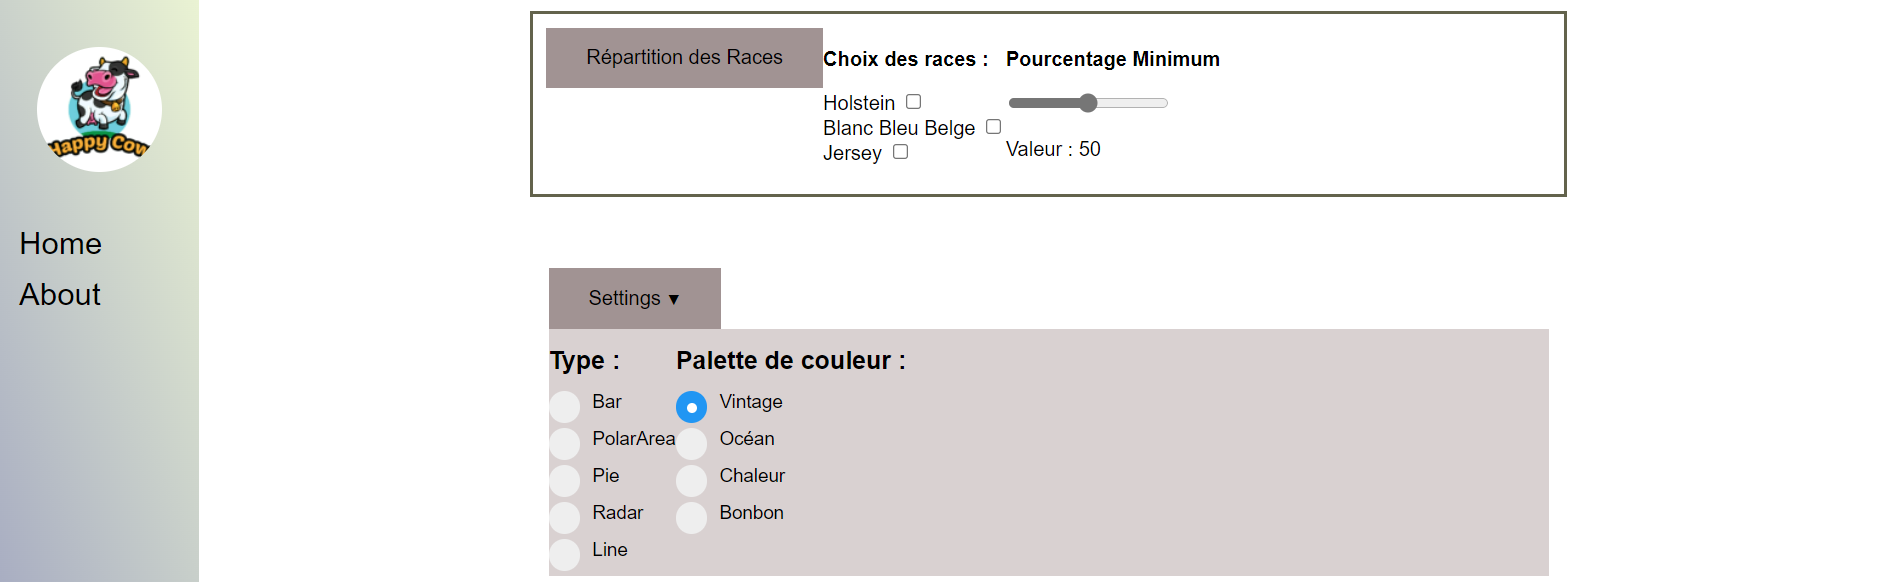 Happy Cow
Home
About
Répartition des Races
Choix des races :
Holstein
Blanc Bleu Belge
Jersey
Pourcentage Minimum
Valeur : 50
Settings ▼
Type :
Bar
PolarArea
Pie
Radar
Line
Palette de couleur :
Vintage
Océan
Chaleur
Bonbon